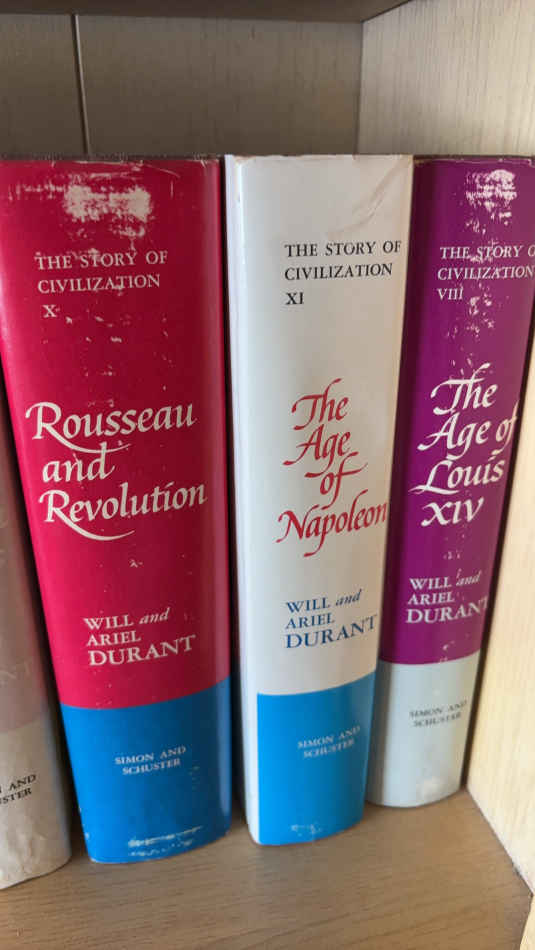 THE STORY OF
CIVILIZATION
X
Rousseau
and
Revolution
WILL and
ARIEL
DURANT
SIMON AND
SCHUSTER
THE STORY OF
CIVILIZATION
XI
The
Age
of
Napoleon
WILL and
ARIEL
DURANT
SIMON AND
SCHUSTER
THE STORY
CIVILIZATION
VIII
The
Age of
Louis
XIV
WILL and
ARIEL
DURANT
SIMON AND
SCHUSTER
AND